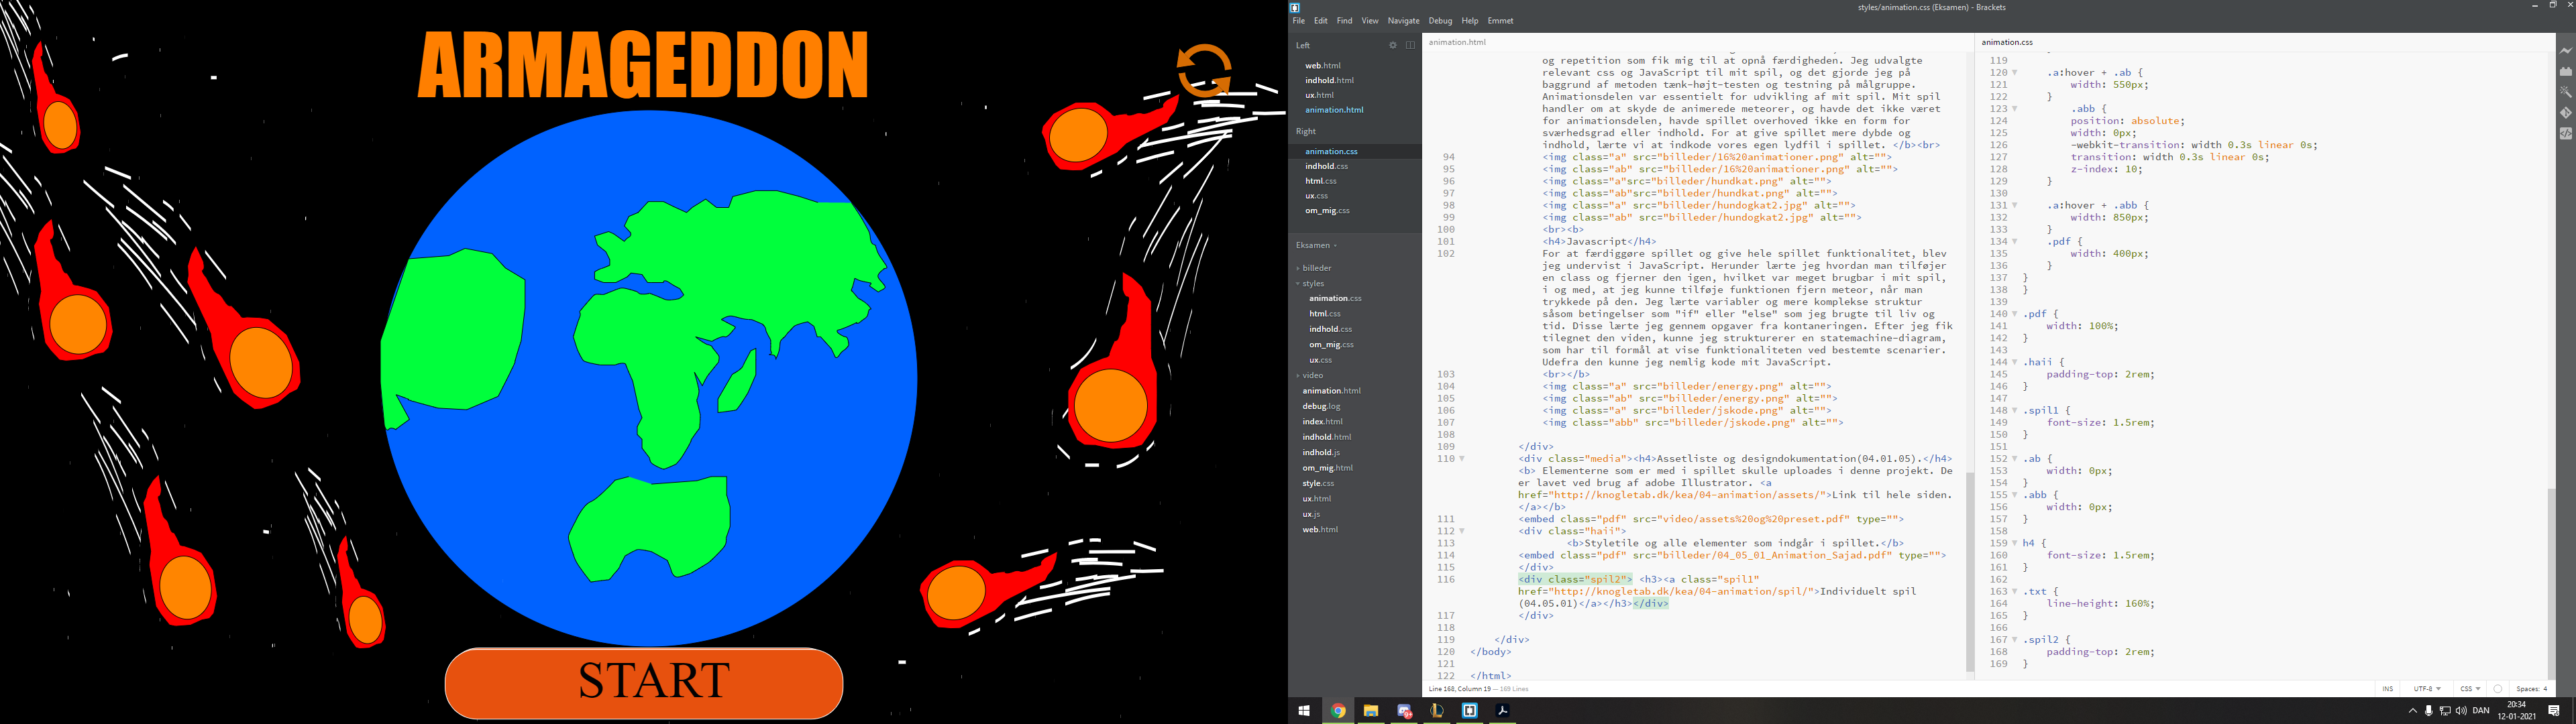 ARMAGEDDON
START
styles/animation.css (Eksamen) - Brackets
File Edit Find View Navigate Debug Help Emmet
Left
web.html
indhold.html
ux.html
animation.html
Right
animation.css
indhold.css
html.css
ux.css
om_mig.css
Eksamen
billeder
styles
animation.css
html.css
indhold.css
om_mig.css
ux.css
video
animation.html
debug.log
index.html
indhold.html
indhold.js
om_mig.html
style.css
ux.html
ux.js
web.html
animation.html
og repetition som fik mig til at opnå færdigheden. Jeg udvalgte
relevant css og JavaScript til mit spil, og det gjorde jeg på
baggrund af metoden tænk-højt-testen og testning på målgruppe.
Animationsdelen var essentielt for udvikling af mit spil. Mit spil
handler om at skyde de animerede meteorer, og havde det ikke været
for animationsdelen, havde spillet overhoved ikke en form for
sværhedsgrad eller indhold. For at give spillet mere dybde og
indhold, lærte vi at indkode vores egen lydfil i spillet. </b><br>
94 <img class="a" src="billeder/16%20animationer.png" alt="">
95 <img class="ab" src="billeder/16%20animationer.png" alt="">
96 <img class="a"src="billeder/hundkat.png" alt="">
97 <img class="ab"src="billeder/hundkat.png" alt="">
98 <img class="a" src="billeder/hundogkat2.jpg" alt="">
99 <img class="ab" src="billeder/hundogkat2.jpg" alt="">
100 <br><b>
101 <h4>Javascript</h4>
102 For at færdiggøre spillet og give hele spillet funktionalitet, blev
jeg undervist i JavaScript. Herunder lærte jeg hvordan man tilføjer
en class og fjerner den igen, hvilket var meget brugbar i mit spil,
i og med, at jeg kunne tilføje funktionen fjern meteor, når man
trykkede på den. Jeg lærte variabler og mere komplekse struktur
såsom betingelser som "if" eller "else" som jeg brugte til liv og
tid. Disse lærte jeg gennem opgaver fra kontaneringen. Efter jeg fik
tilegnet den viden, kunne jeg strukturerer en statemachine-diagram,
som har til formål at vise funktionaliteten ved bestemte scenarier.
Udefra den kunne jeg nemlig kode mit JavaScript.
103 <br></b>
104 <img class="a" src="billeder/energy.png" alt="">
105 <img class="ab" src="billeder/energy.png" alt="">
106 <img class="a" src="billeder/jskode.png" alt="">
107 <img class="abb" src="billeder/jskode.png" alt="">
108
109 </div>
110 <div class="media"><h4>Assetliste og designdokumentation(04.01.05).</h4>
<b> Elementerne som er med i spillet skulle uploades i denne projekt. De
er lavet ved brug af adobe Illustrator. <a
href="http://knogletab.dk/kea/04-animation/assets/">Link til hele siden.
</a></b>
111 <embed class="pdf" src="video/assets%20og%20preset.pdf" type="">
112 <div class="haii">
113 <b>Styletile og alle elementer som indgår i spillet.</b>
114 <embed class="pdf" src="billeder/04_05_01_Animation_Sajad.pdf" type="">
115 </div>
116 <div class="spil2"> <h3><a class="spil1"
href="http://knogletab.dk/kea/04-animation/spil/">Individuelt spil
(04.05.01)</a></h3></div>
117 </div>
118
119 </div>
120 </body>
121
122 </html>
animation.css
119
120 .a:hover + .ab {
121 width: 550px;
122 }
123 .abb {
124 position: absolute;
125 width: 0px;
126 -webkit-transition: width 0.3s linear 0s;
127 transition: width 0.3s linear 0s;
128 z-index: 10;
129 }
130
131 .a:hover + .abb {
132 width: 850px;
133 }
134 .pdf {
135 width: 400px;
136 }
137 }
138 }
139
140 .pdf {
141 width: 100%;
142 }
143
144 .haii {
145 padding-top: 2rem;
146 }
147
148 .spil1 {
149 font-size: 1.5rem;
150 }
151
152 .ab {
153 width: 0px;
154 }
155 .abb {
156 width: 0px;
157 }
158
159 h4 {
160 font-size: 1.5rem;
161 }
162
163 .txt {
164 line-height: 160%;
165 }
166
167 .spil2 {
168 padding-top: 2rem;
169 }
Line 168, Column 19 — 169 Lines
INS UTF-8 CSS Spaces: 4
DAN
20:34
12-01-2021